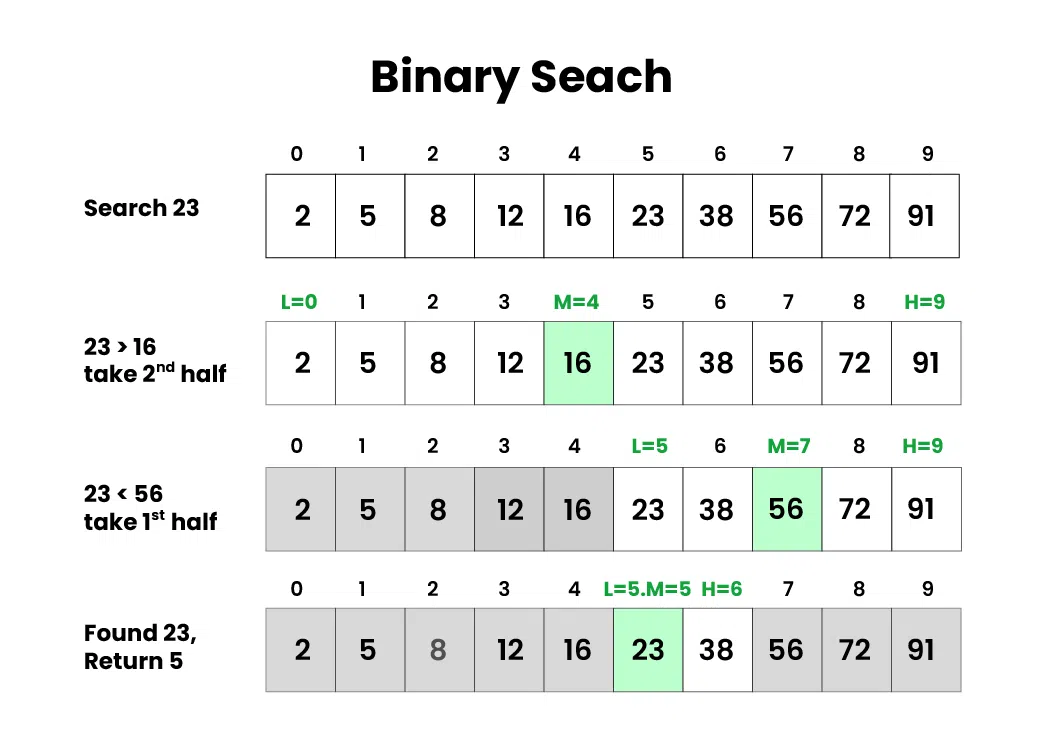 Binary Seach
0 1 2 3 4 5 6 7 8 9
Search 23
2 5 8 12 16 23 38 56 72 91
L=0 1 2 3 M=4 5 6 7 8 H=9
23 > 16
take 2nd half
2 5 8 12 16 23 38 56 72 91
0 1 2 3 4 L=5 6 M=7 8 H=9
23 < 56
take 1st half
2 5 8 12 16 23 38 56 72 91
0 1 2 3 4 L=5.M=5 H=6 7 8 9
Found 23,
Return 5
2 5 8 12 16 23 38 56 72 91